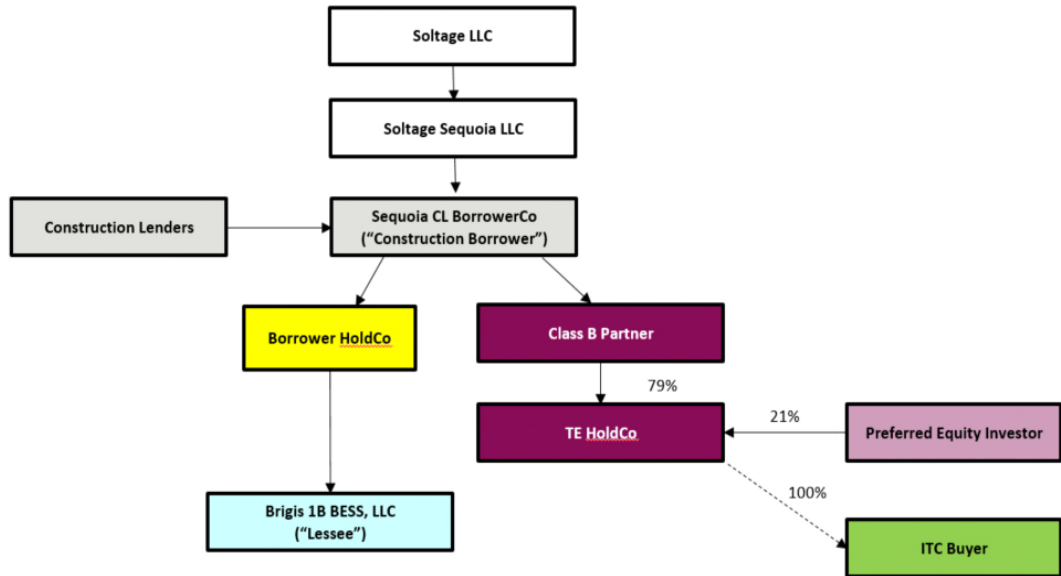 Soltage LLC
Soltage Sequoia LLC
Construction Lenders
Sequoia CL BorrowerCo
(“Construction Borrower”)
Borrower HoldCo
Class B Partner
79%
21%
TE HoldCo
Preferred Equity Investor
100%
Brigis 1B BESS, LLC
(“Lessee”)
ITC Buyer